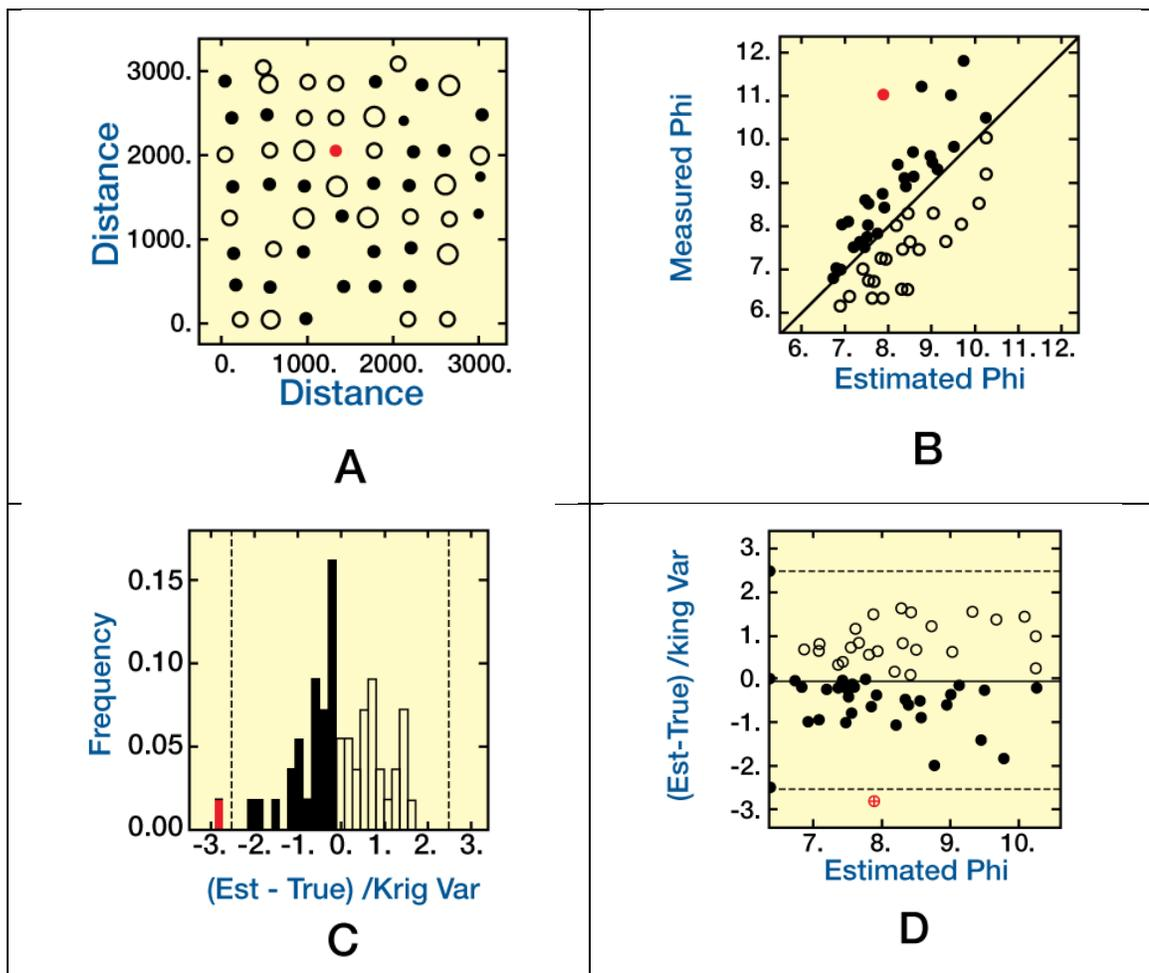 3000.
2000.
1000.
0.
Distance
0. 1000. 2000. 3000.
Distance
A
12.
11.
10.
9.
8.
7.
6.
Measured Phi
6. 7. 8. 9. 10. 11. 12.
Estimated Phi
B
0.15
0.10
0.05
0.00
Frequency
-3. -2. -1. 0. 1. 2. 3.
(Est - True) /Krig Var
C
3.
2.
1.
0.
-1.
-2.
-3.
(Est-True) /king Var
7. 8. 9. 10.
Estimated Phi
D